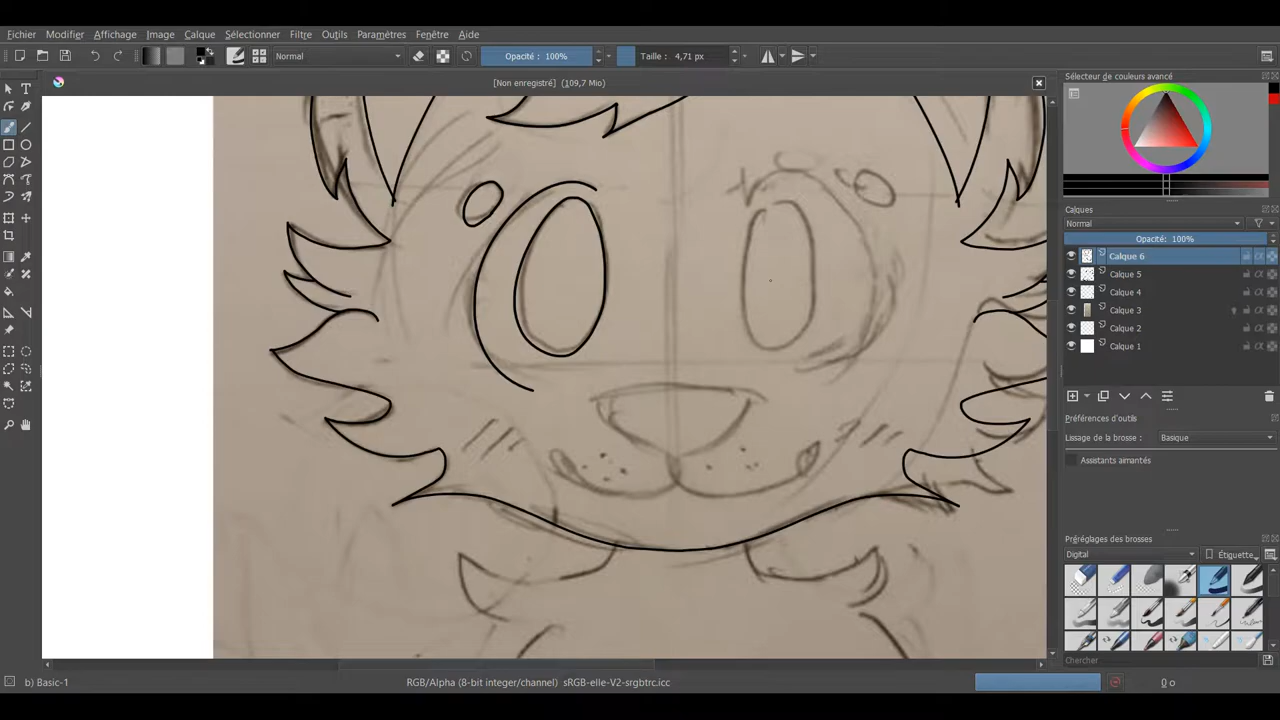 Fichier Modifier Affichage Image Calque Sélectionner Filtre Outils Paramètres Fenêtre Aide
Normal Opacité : 100% Taille : 4,71 px
[Non enregistré] (109,7 Mio)
Sélecteur de couleurs avancé
Calques
Normal
Opacité: 100%
Calque 6
Calque 5
Calque 4
Calque 3
Calque 2
Calque 1
Préférences d'outils
Lissage de la brosse : Basique
Assistants aimantés
Préréglages des brosses
Digital Étiquette
Chercher
b) Basic-1 RGB/Alpha (8-bit integer/channel) sRGB-elle-V2-srgbtrc.icc 0 o